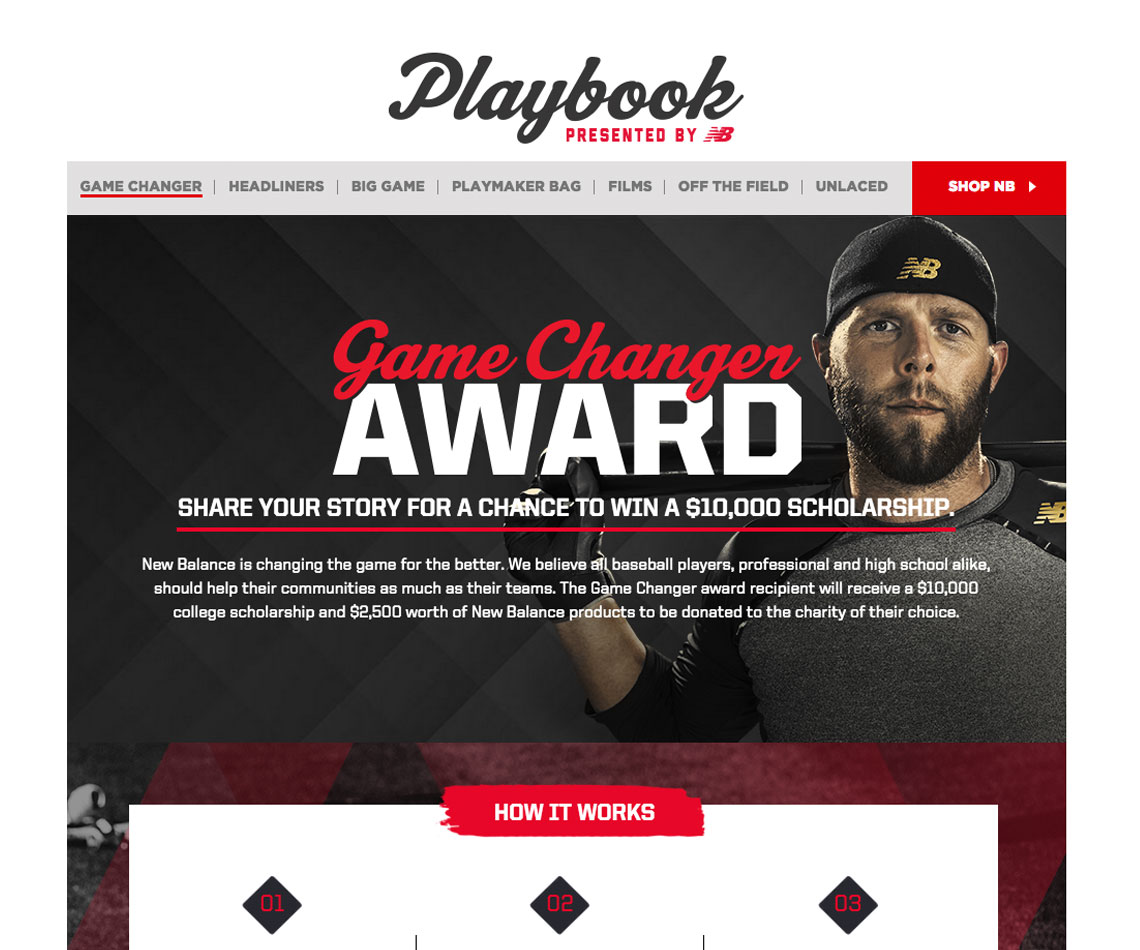 Playbook
PRESENTED BY NB
GAME CHANGER | HEADLINERS | BIG GAME | PLAYMAKER BAG | FILMS | OFF THE FIELD | UNLACED
SHOP NB
NB
Game Changer
AWARD
NB
SHARE YOUR STORY FOR A CHANCE TO WIN A $10,000 SCHOLARSHIP.
New Balance is changing the game for the better. We believe all baseball players, professional and high school alike,
should help their communities as much as their teams. The Game Changer award recipient will receive a $10,000
college scholarship and $2,500 worth of New Balance products to be donated to the charity of their choice.
HOW IT WORKS
01
02
03